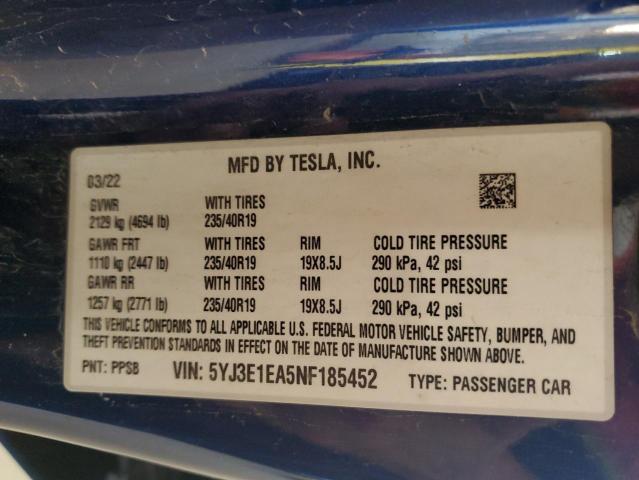 MFD BY TESLA, INC.
03/22
GVWR WITH TIRES
2129 kg (4694 lb) 235/40R19
GAWR FRT WITH TIRES RIM COLD TIRE PRESSURE
1110 kg (2447 lb) 235/40R19 19X8.5J 290 kPa, 42 psi
GAWR RR WITH TIRES RIM COLD TIRE PRESSURE
1257 kg (2771 lb) 235/40R19 19X8.5J 290 kPa, 42 psi
THIS VEHICLE CONFORMS TO ALL APPLICABLE U.S. FEDERAL MOTOR VEHICLE SAFETY, BUMPER, AND
THEFT PREVENTION STANDARDS IN EFFECT ON THE DATE OF MANUFACTURE SHOWN ABOVE.
PNT: PPSB VIN: 5YJ3E1EA5NF185452 TYPE: PASSENGER CAR